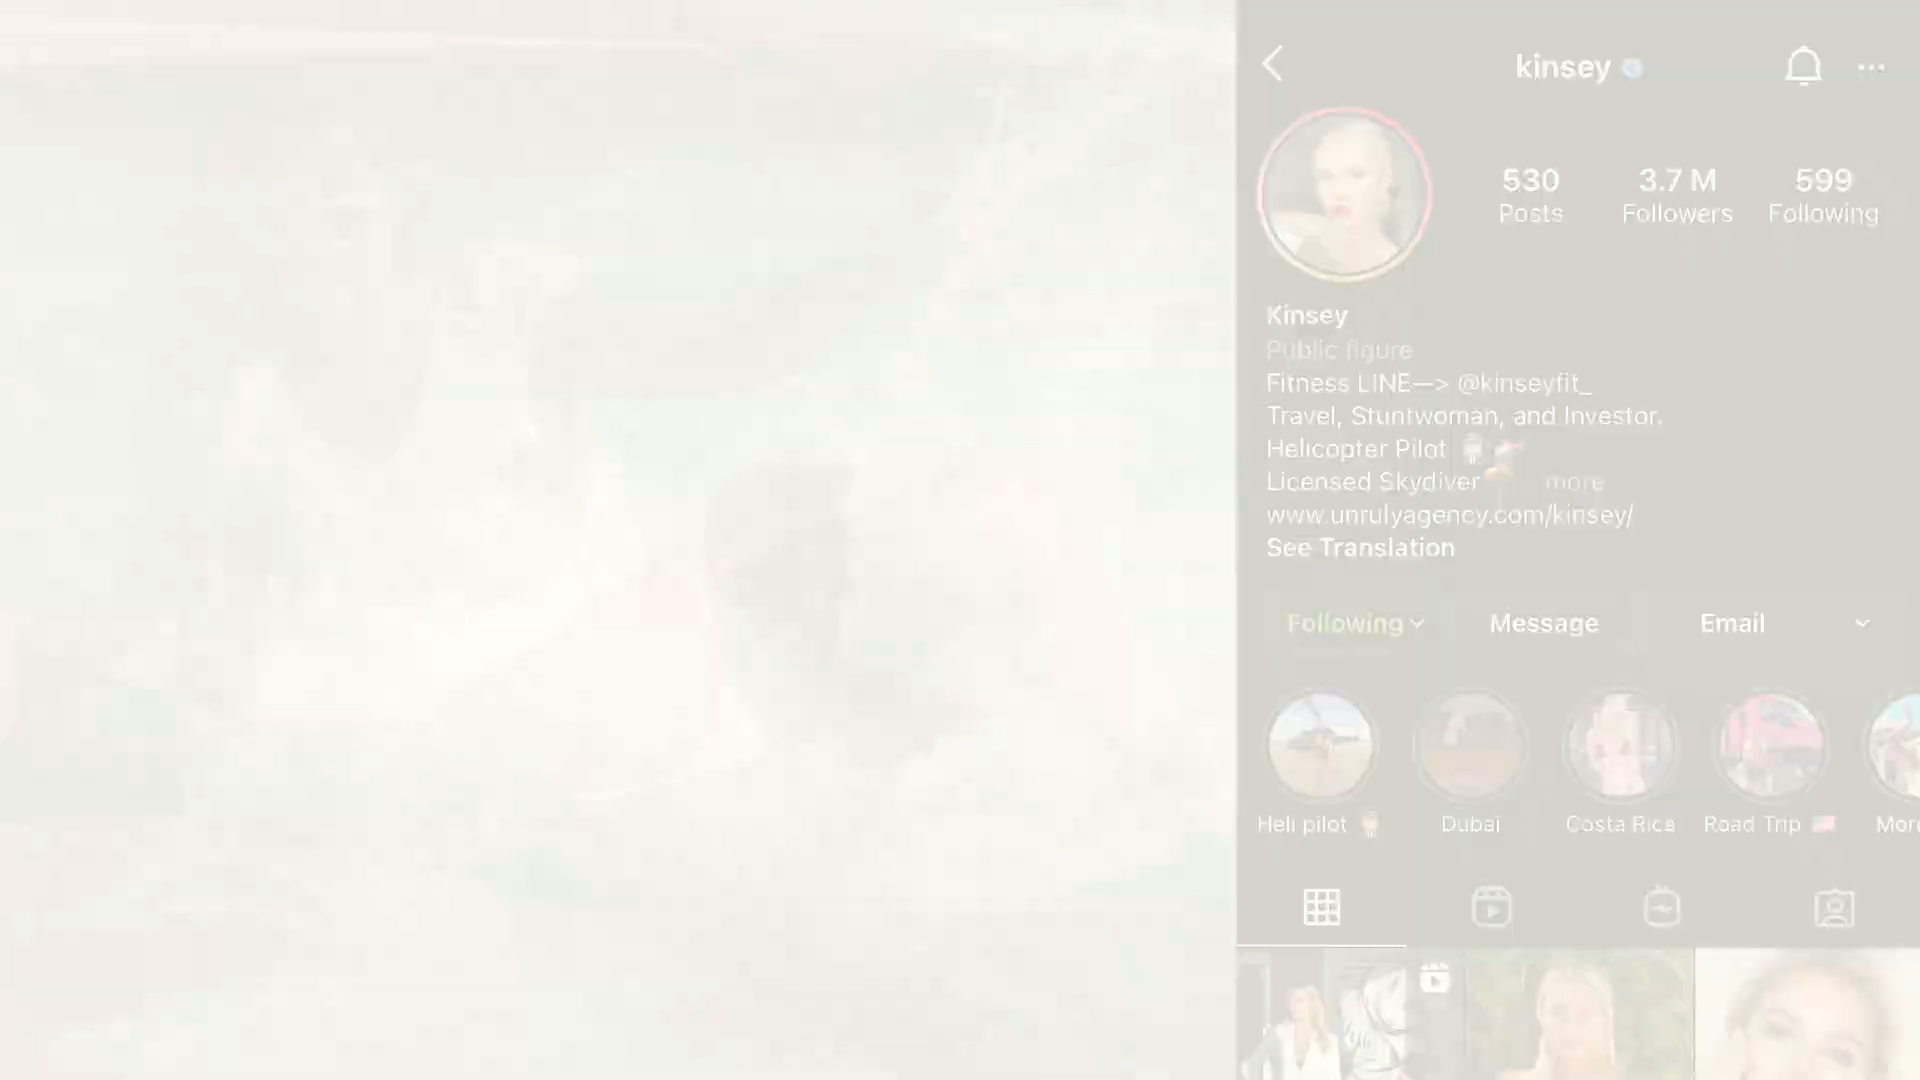 kinsey
530
Posts
3.7 M
Followers
599
Following
Kinsey
Public figure
Fitness LINE—> @kinseyfit_
Travel, Stuntwoman, and Investor.
Helicopter Pilot
Licensed Skydiver more
www.unrulyagency.com/kinsey/
See Translation
Following
Message
Email
Heli pilot
Dubai
Costa Rica
Road Trip